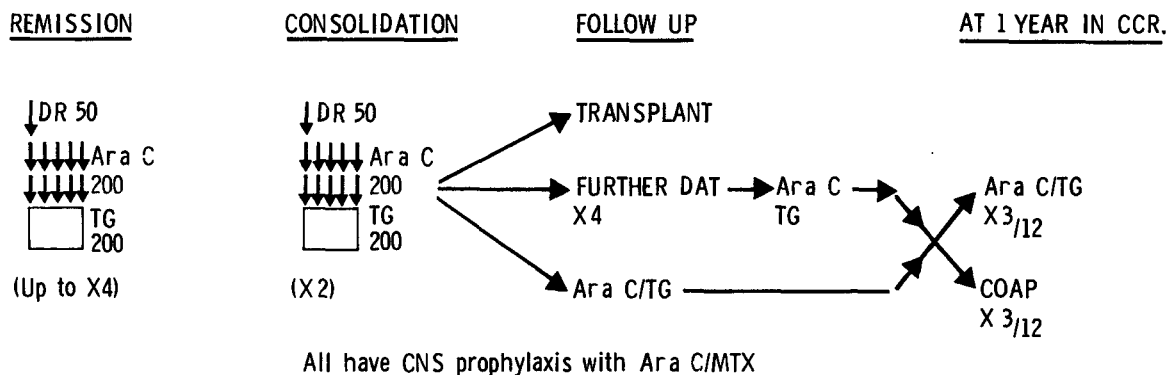 REMISSION
CONSOLIDATION
FOLLOW UP
AT 1 YEAR IN CCR.
DR 50
Ara C
200
TG
200
(Up to X4)
DR 50
Ara C
200
TG
200
(X2)
TRANSPLANT
FURTHER DAT
X4
Ara C
TG
Ara C/TG
Ara C/TG
X 3/12
COAP
X 3/12
All have CNS prophylaxis with Ara C/MTX